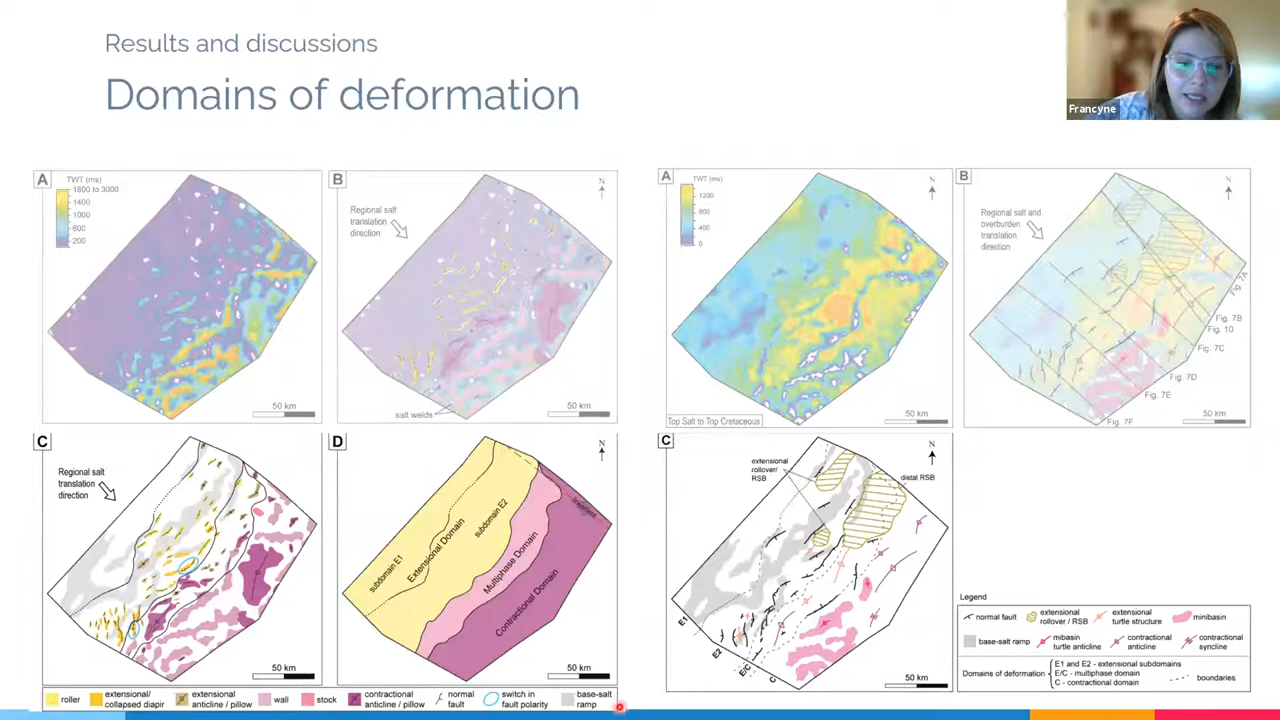 Results and discussions
Domains of deformation
Francyne
A
TWT (ms)
1800 to 3000
1400
1000
600
200
50 km
B
Regional salt
translation
direction
N
salt welds
50 km
A
TWT (ms)
1200
800
400
0
N
Top Salt to Top Cretaceous
50 km
B
Regional salt and
overburden
translation
direction
N
Fig. 7A
Fig. 7B
Fig. 10
Fig. 7C
Fig. 7D
Fig. 7E
Fig. 7F
50 km
C
Regional salt
translation
direction
50 km
D
N
subdomain E1
Extensional Domain
subdomain E2
Multiphase Domain
Contractional Domain
50 km
C
extensional
rollover/
RSB
N
distal RSB
E1
E2
E/C
C
50 km
roller
extensional/
collapsed diapir
extensional
anticline / pillow
wall
stock
contractional
anticline / pillow
normal
fault
switch in
fault polarity
base-salt
ramp
Legend
normal fault
extensional
rollover / RSB
extensional
turtle structure
minibasin
base-salt ramp
mibasin
turtle anticline
contractional
anticline
contractional
syncline
Domains of deformation
E1 and E2 - extensional subdomains
E/C - multiphase domain
C - contractional domain
boundaries